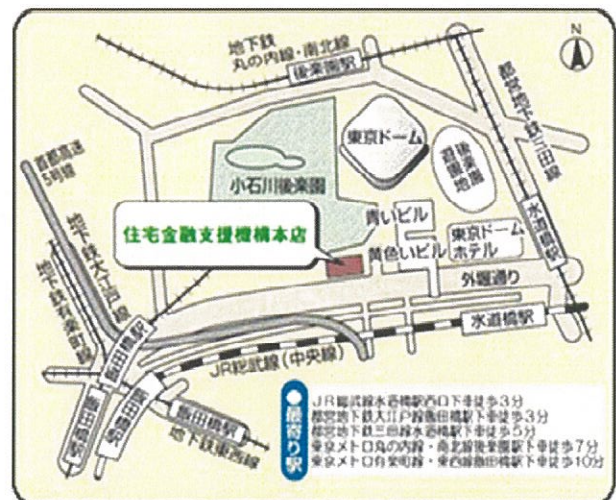 地下鉄
丸の内線・南北線
後楽園駅
N
都営地下鉄三田線
東京ドーム
後楽園
遊園地
首都高速
5号線
小石川後楽園
青いビル
住宅金融支援機構本店
黄色いビル
東京ドーム
ホテル
水道橋駅
地下鉄大江戸線
地下鉄有楽町線
外堀通り
水道橋駅
飯田橋駅
JR総武線(中央線)
飯田橋駅
飯田橋駅
飯田橋駅
地下鉄東西線
最寄り駅
JR総武線水道橋駅西口下車徒歩3分
都営地下鉄大江戸線飯田橋駅下車徒歩3分
都営地下鉄三田線水道橋駅下車徒歩5分
東京メトロ丸の内線・南北線後楽園駅下車徒歩7分
東京メトロ有楽町線・東西線飯田橋駅下車徒歩10分